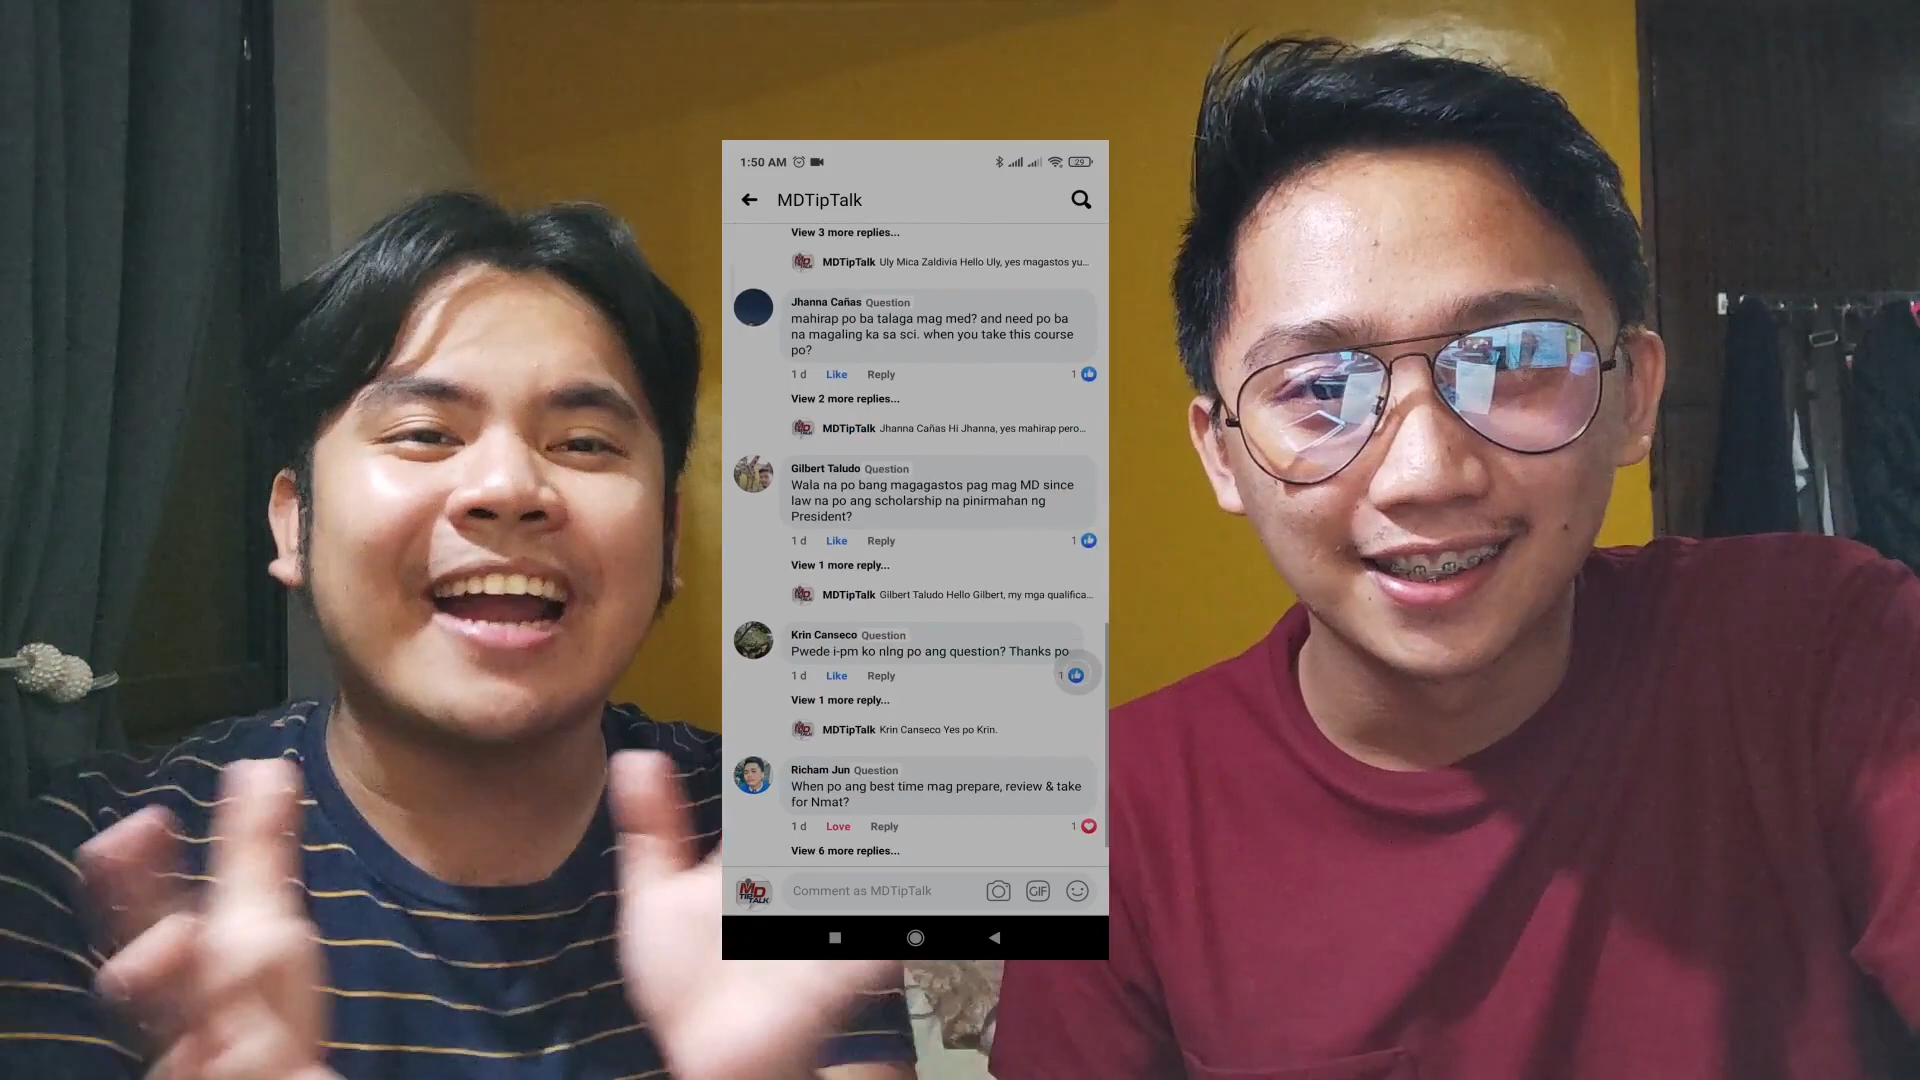 1:50 AM
29
MDTipTalk
View 3 more replies...
MDTipTalk Uly Mica Zaldivia Hello Uly, yes magastos yu...
Jhanna Cañas Question
mahirap po ba talaga mag med? and need po ba
na magaling ka sa sci. when you take this course
po?
1 d Like Reply 1
View 2 more replies...
MDTipTalk Jhanna Cañas Hi Jhanna, yes mahirap pero...
Gilbert Taludo Question
Wala na po bang magagastos pag mag MD since
law na po ang scholarship na pinirmahan ng
President?
1 d Like Reply 1
View 1 more reply...
MDTipTalk Gilbert Taludo Hello Gilbert, my mga qualifica...
Krin Canseco Question
Pwede i-pm ko nlng po ang question? Thanks po
1 d Like Reply 1
View 1 more reply...
MDTipTalk Krin Canseco Yes po Krin.
Richam Jun Question
When po ang best time mag prepare, review & take
for Nmat?
1 d Love Reply 1
View 6 more replies...
MD
TIP
TALK
Comment as MDTipTalk
GIF